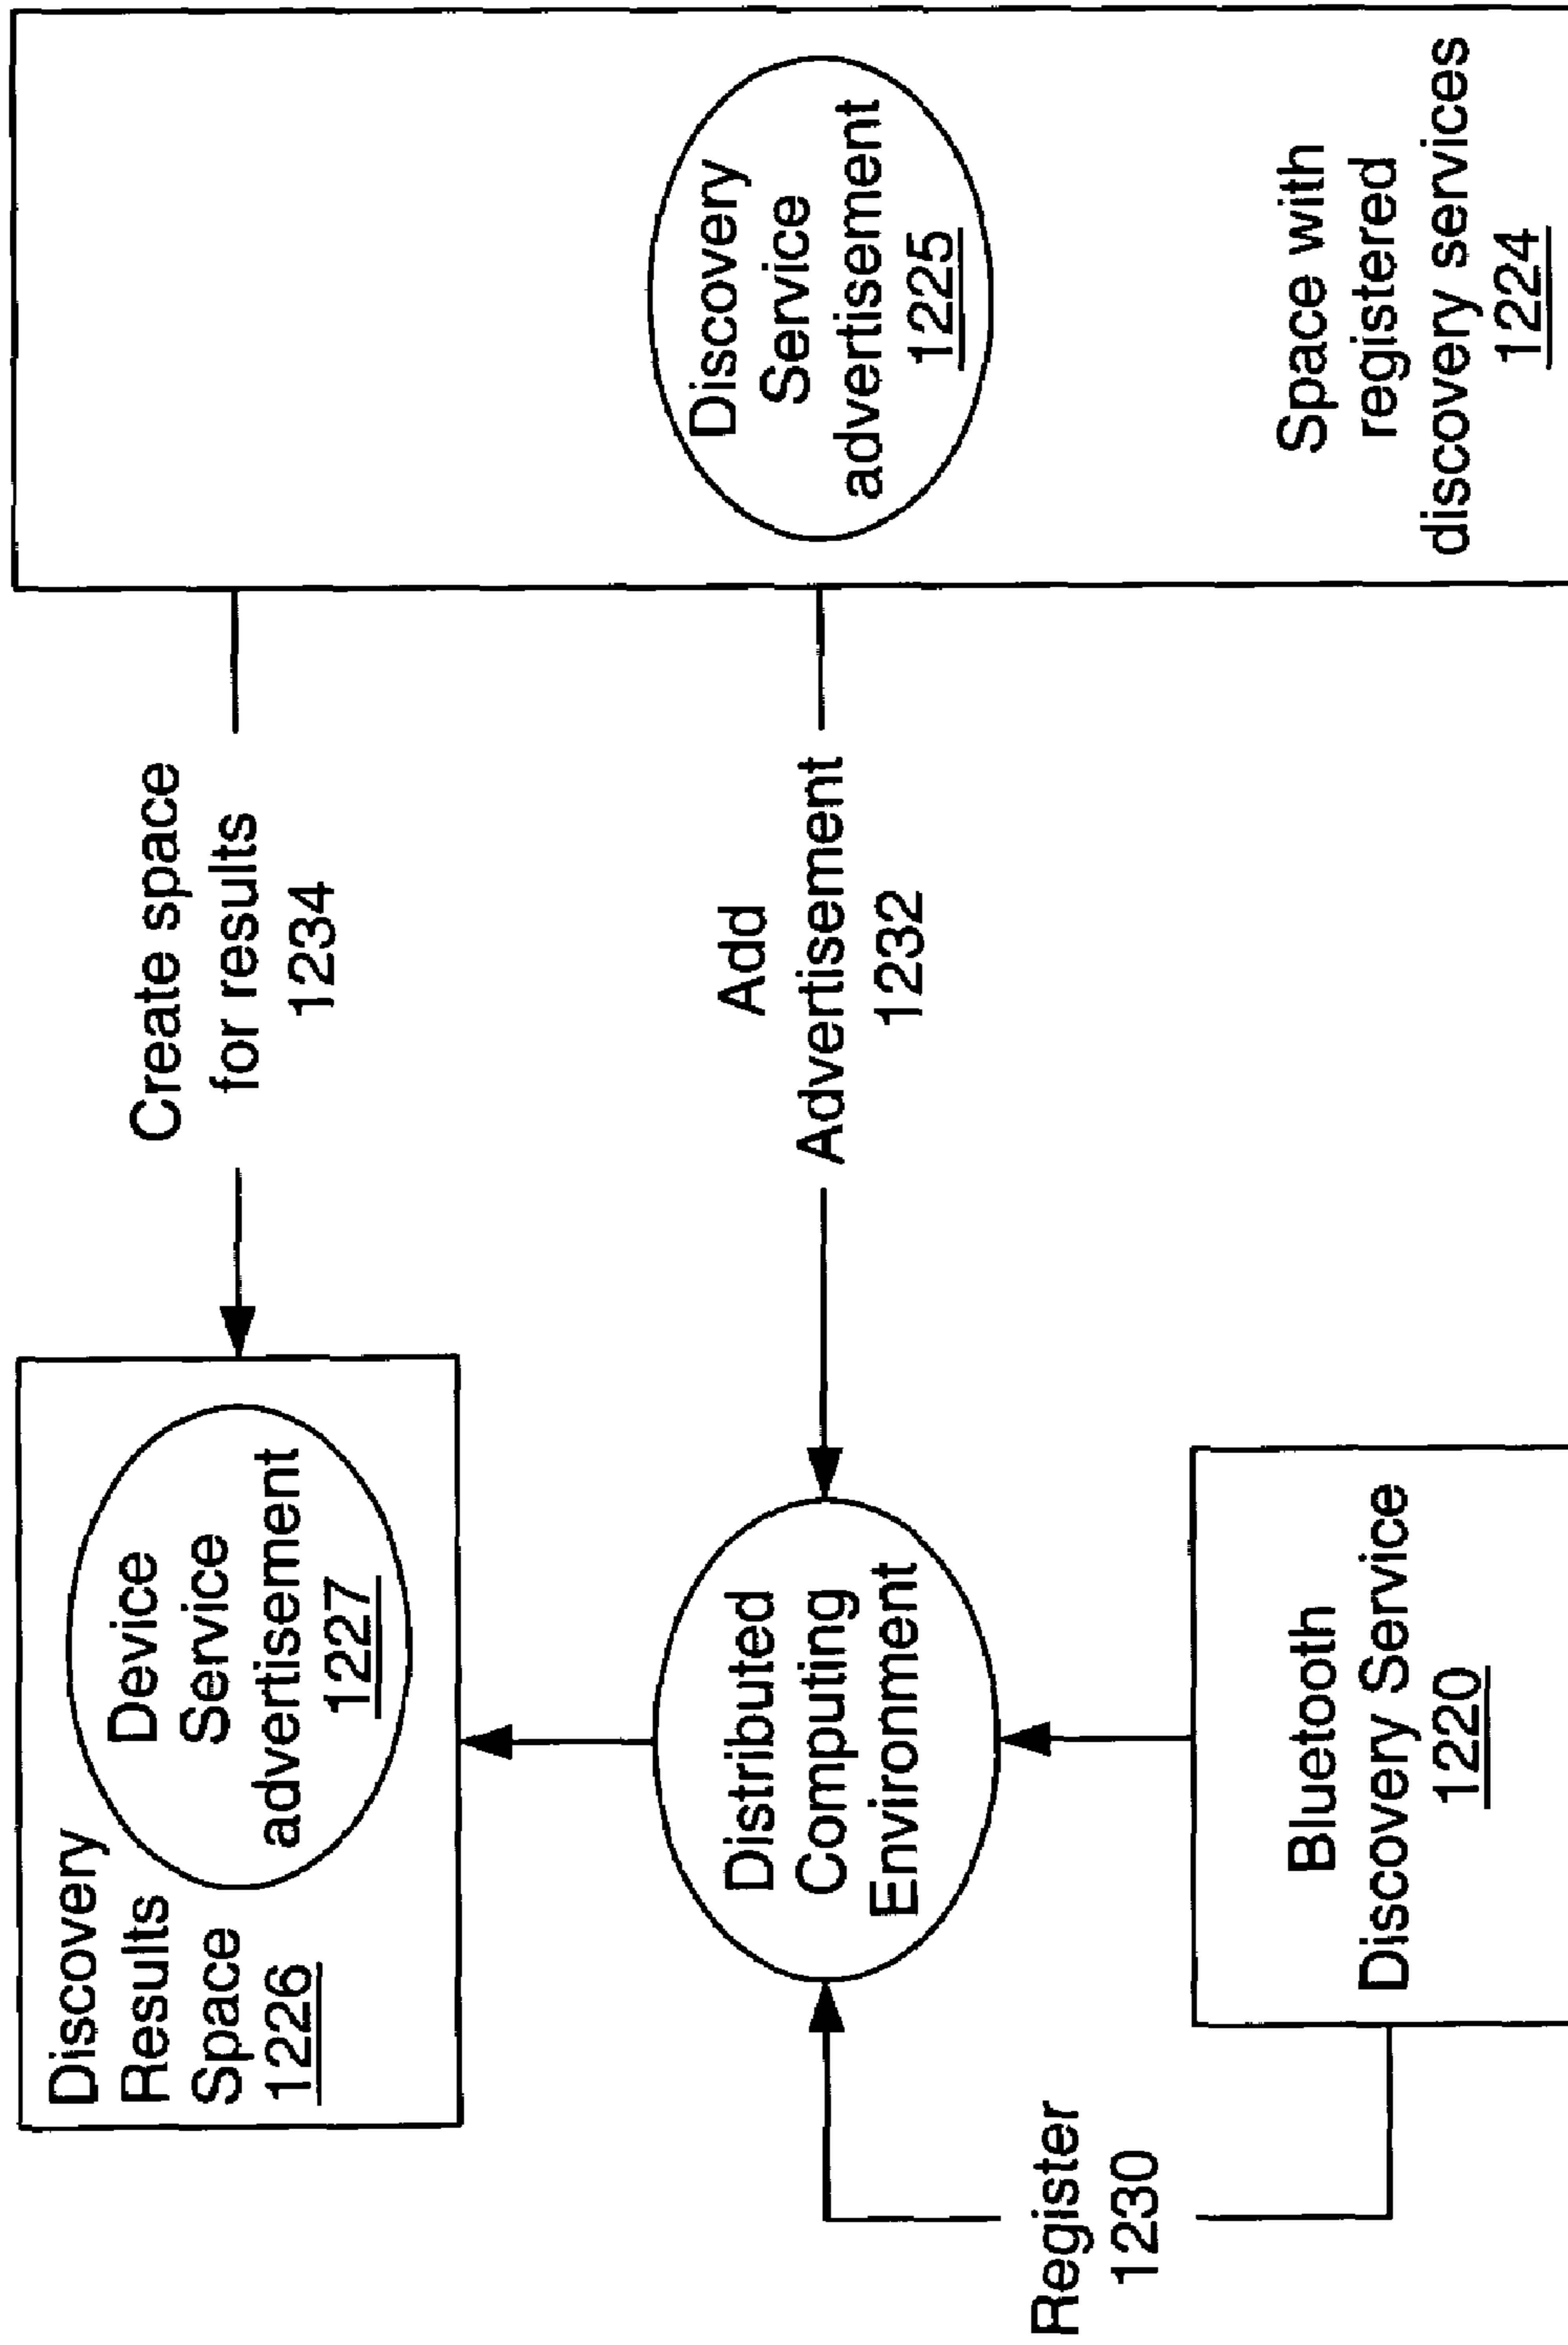 Discovery
Results
Space
1226
Device
Service
advertisement
1227
Create space
for results
1234
Register
1230
Distributed
Computing
Environment
Add
Advertisement
1232
Discovery
Service
advertisement
1225
Bluetooth
Discovery Service
1220
Space with
registered
discovery services
1224